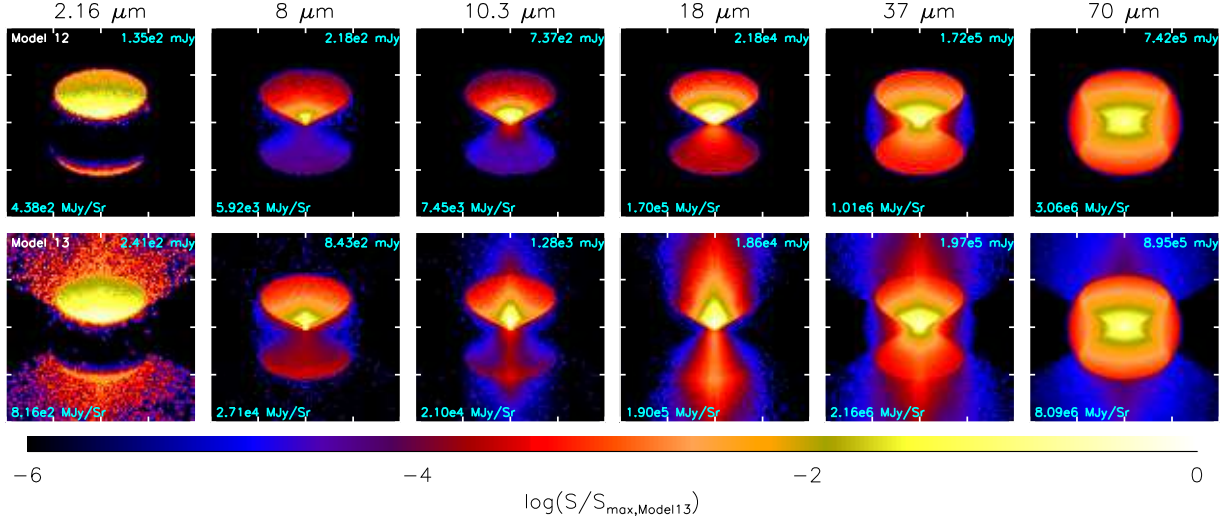 2.16 μm 8 μm 10.3 μm 18 μm 37 μm 70 μm
Model 12 1.35e2 mJy 2.18e2 mJy 7.37e2 mJy 2.18e4 mJy 1.72e5 mJy 7.42e5 mJy
4.38e2 MJy/Sr 5.92e3 MJy/Sr 7.45e3 MJy/Sr 1.70e5 MJy/Sr 1.01e6 MJy/Sr 3.06e6 MJy/Sr
Model 13 2.41e2 mJy 8.43e2 mJy 1.28e3 mJy 1.86e4 mJy 1.97e5 mJy 8.95e5 mJy
8.16e2 MJy/Sr 2.71e4 MJy/Sr 2.10e4 MJy/Sr 1.90e5 MJy/Sr 2.16e6 MJy/Sr 8.09e6 MJy/Sr
−6 −4 −2 0
log(S/S_max,Model13)